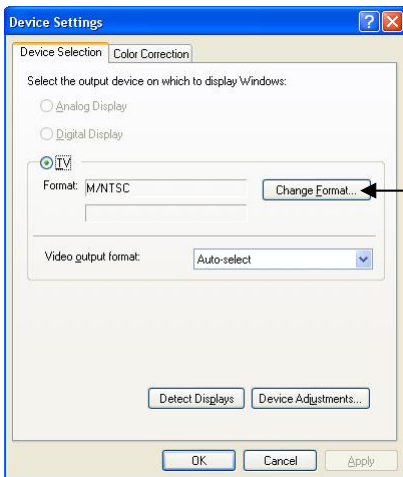 Device Settings
Device Selection Color Correction
Select the output device on which to display Windows:
Analog Display
Digital Display
TV
Format: M/NTSC Change Format...
Video output format: Auto-select
Detect Displays Device Adjustments...
OK Cancel Apply